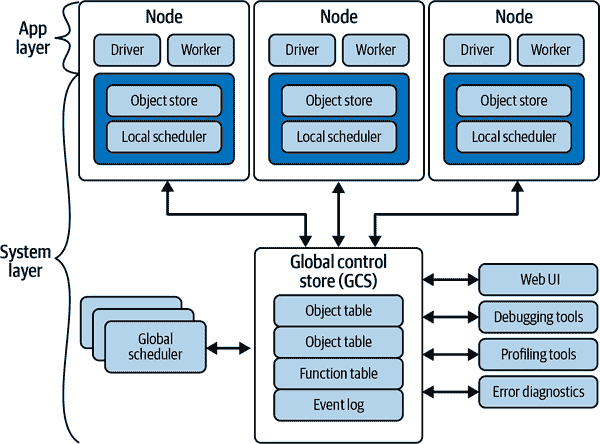 App
layer
Node
Driver
Worker
Object store
Local scheduler
Node
Driver
Worker
Object store
Local scheduler
Node
Driver
Worker
Object store
Local scheduler
System
layer
Global control
store (GCS)
Object table
Object table
Function table
Event log
Global
scheduler
Web UI
Debugging tools
Profiling tools
Error diagnostics